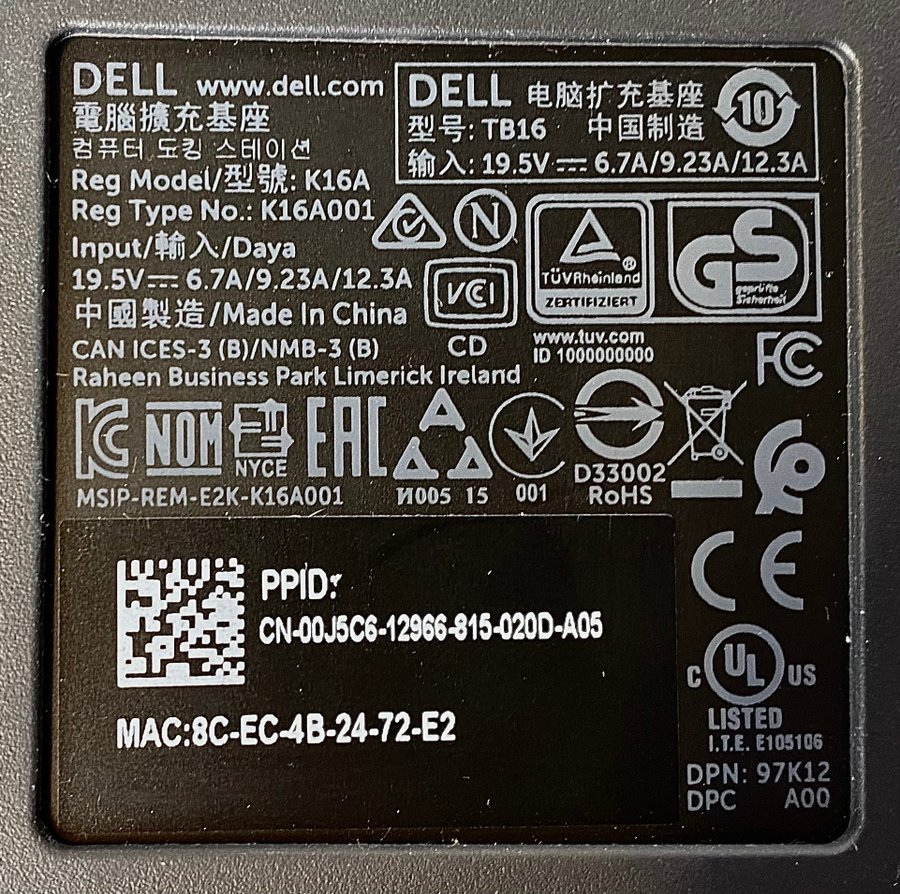 DELL www.dell.com
電腦擴充基座
컴퓨터 도킹 스테이션
Reg Model/型號: K16A
Reg Type No.: K16A001
Input/輸入/Daya
19.5V⎓ 6.7A/9.23A/12.3A
中國製造/Made In China
CAN ICES-3 (B)/NMB-3 (B)
Raheen Business Park Limerick Ireland
DELL 电脑扩充基座
型号: TB16 中国制造
输入: 19.5V⎓ 6.7A/9.23A/12.3A
10
N
VCI
CD
TÜVRheinland®
ZERTIFIZIERT
GS
geprüfte
Sicherheit
www.tuv.com
ID 1000000000
FC
KC
NOM
NYCE
EAC
И005 15
001
D33002
RoHS
MSIP-REM-E2K-K16A001
PPID:
CN-00J5C6-12966-815-020D-A05
MAC:8C-EC-4B-24-72-E2
CE
C UL US
LISTED
I.T.E. E105106
DPN: 97K12
DPC A00